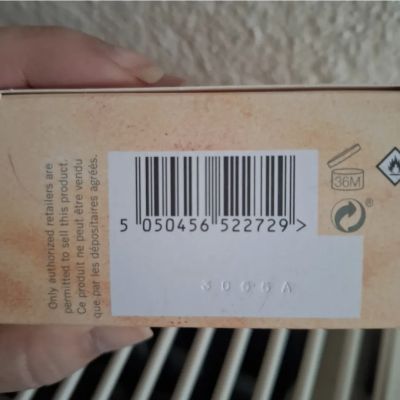 Only authorized retailers are
permitted to sell this product.
Ce produit ne peut être vendu
que par les dépositaires agréés.
5 050456 522729 >
36M
®
3066A